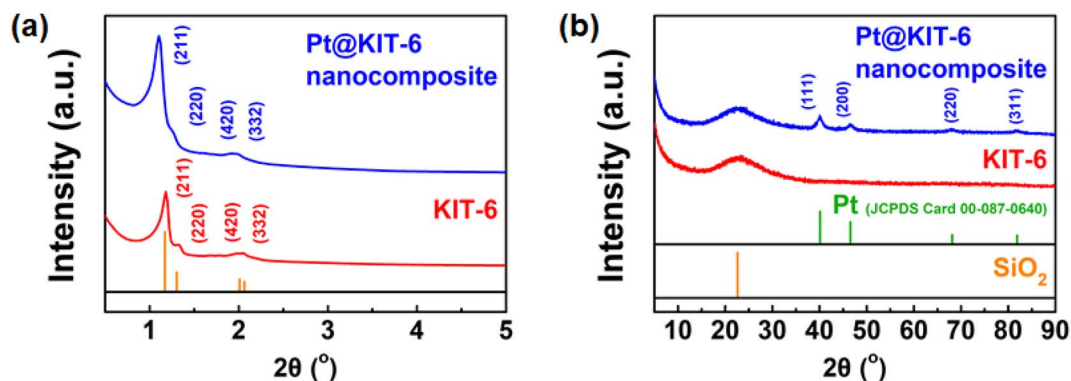 (a)
Intensity (a.u.)
Pt@KIT-6
nanocomposite
(211)
(220)
(420)
(332)
KIT-6
(211)
(220)
(420)
(332)
1
2
3
4
5
2θ (°)
(b)
Intensity (a.u.)
Pt@KIT-6
nanocomposite
(111)
(200)
(220)
(311)
KIT-6
Pt (JCPDS Card 00-087-0640)
SiO₂
10 20 30 40 50 60 70 80 90
2θ (°)